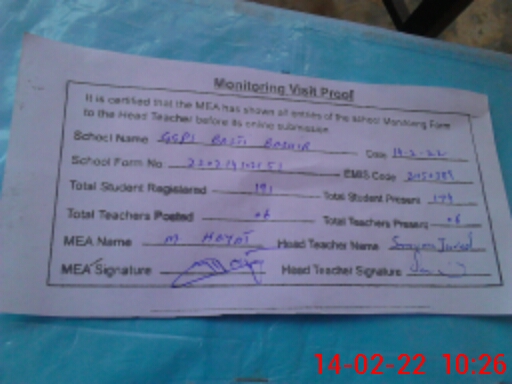 Monitoring Visit Proof
It is certified that the MEA has shown all entries of the school Monitoring Form
to the Head Teacher before its online submission.
School Name GGPS BASTI BASHIR Date 14-2-22
School Form No EMIS Code
Total Student Registered 191 Total Student Present 174
Total Teachers Posted 06 Total Teachers Present 06
MEA Name M HAYAT Head Teacher Name
MEA Signature Head Teacher Signature
14-02-22 10:26